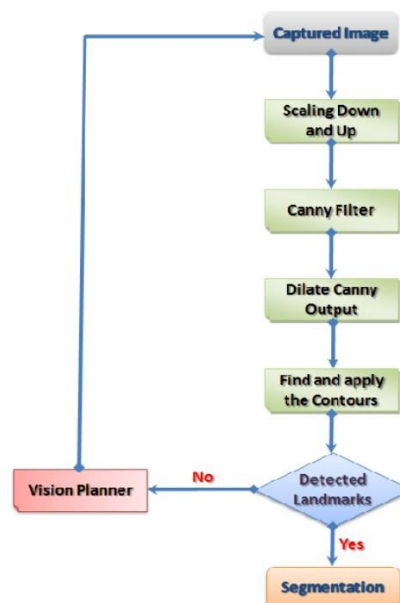 Captured Image
Scaling Down
and Up
Canny Filter
Dilate Canny
Output
Find and apply
the Contours
Detected
Landmarks
No
Vision Planner
Yes
Segmentation